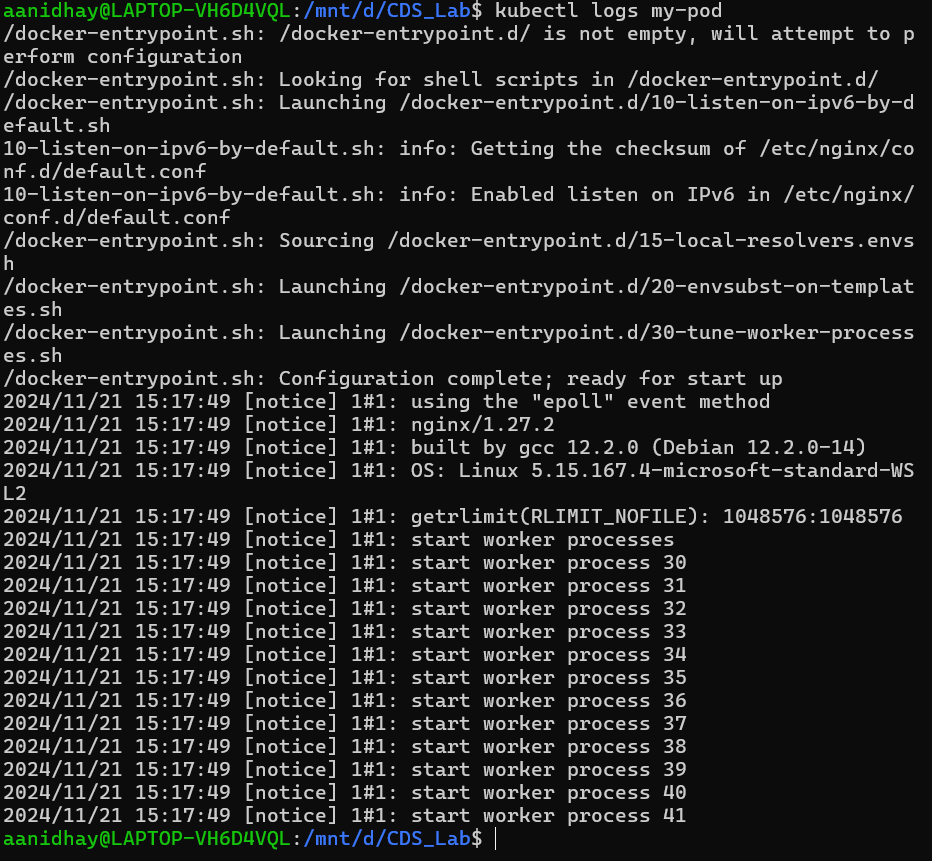 aanidhay@LAPTOP-VH6D4VQL:/mnt/d/CDS_Lab$ kubectl logs my-pod
/docker-entrypoint.sh: /docker-entrypoint.d/ is not empty, will attempt to p
erform configuration
/docker-entrypoint.sh: Looking for shell scripts in /docker-entrypoint.d/
/docker-entrypoint.sh: Launching /docker-entrypoint.d/10-listen-on-ipv6-by-d
efault.sh
10-listen-on-ipv6-by-default.sh: info: Getting the checksum of /etc/nginx/co
nf.d/default.conf
10-listen-on-ipv6-by-default.sh: info: Enabled listen on IPv6 in /etc/nginx/
conf.d/default.conf
/docker-entrypoint.sh: Sourcing /docker-entrypoint.d/15-local-resolvers.envs
h
/docker-entrypoint.sh: Launching /docker-entrypoint.d/20-envsubst-on-templat
es.sh
/docker-entrypoint.sh: Launching /docker-entrypoint.d/30-tune-worker-process
es.sh
/docker-entrypoint.sh: Configuration complete; ready for start up
2024/11/21 15:17:49 [notice] 1#1: using the "epoll" event method
2024/11/21 15:17:49 [notice] 1#1: nginx/1.27.2
2024/11/21 15:17:49 [notice] 1#1: built by gcc 12.2.0 (Debian 12.2.0-14)
2024/11/21 15:17:49 [notice] 1#1: OS: Linux 5.15.167.4-microsoft-standard-WS
L2
2024/11/21 15:17:49 [notice] 1#1: getrlimit(RLIMIT_NOFILE): 1048576:1048576
2024/11/21 15:17:49 [notice] 1#1: start worker processes
2024/11/21 15:17:49 [notice] 1#1: start worker process 30
2024/11/21 15:17:49 [notice] 1#1: start worker process 31
2024/11/21 15:17:49 [notice] 1#1: start worker process 32
2024/11/21 15:17:49 [notice] 1#1: start worker process 33
2024/11/21 15:17:49 [notice] 1#1: start worker process 34
2024/11/21 15:17:49 [notice] 1#1: start worker process 35
2024/11/21 15:17:49 [notice] 1#1: start worker process 36
2024/11/21 15:17:49 [notice] 1#1: start worker process 37
2024/11/21 15:17:49 [notice] 1#1: start worker process 38
2024/11/21 15:17:49 [notice] 1#1: start worker process 39
2024/11/21 15:17:49 [notice] 1#1: start worker process 40
2024/11/21 15:17:49 [notice] 1#1: start worker process 41
aanidhay@LAPTOP-VH6D4VQL:/mnt/d/CDS_Lab$